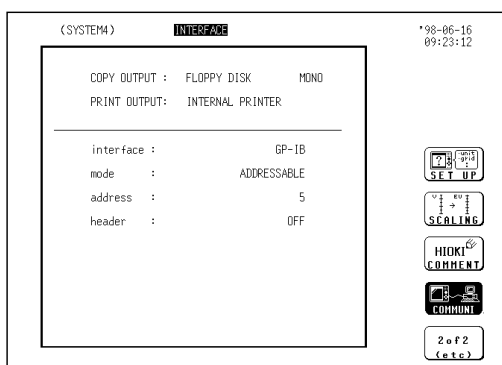 (SYSTEM4) INTERFACE '98-06-16
09:23:12
COPY OUTPUT : FLOPPY DISK MONO
PRINT OUTPUT: INTERNAL PRINTER
interface : GP-IB
mode : ADDRESSABLE
address : 5
header : OFF
? -unit -grid :
SET UP
V EU
→
SCALING
HIOKI
COMMENT
COMMUNI
2of2
(etc)